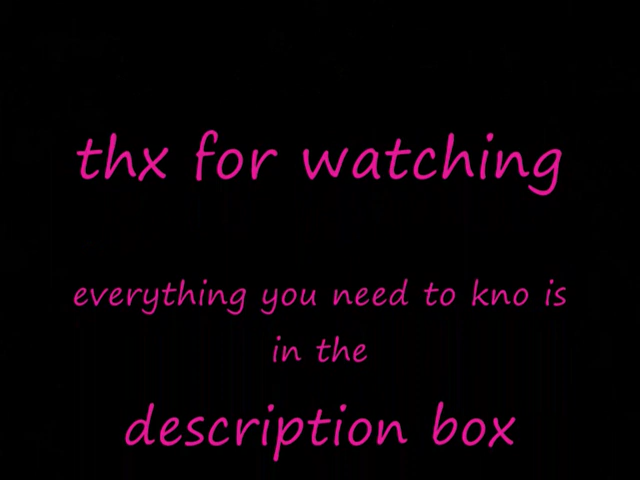 thx for watching
everything you need to kno is
in the
description box